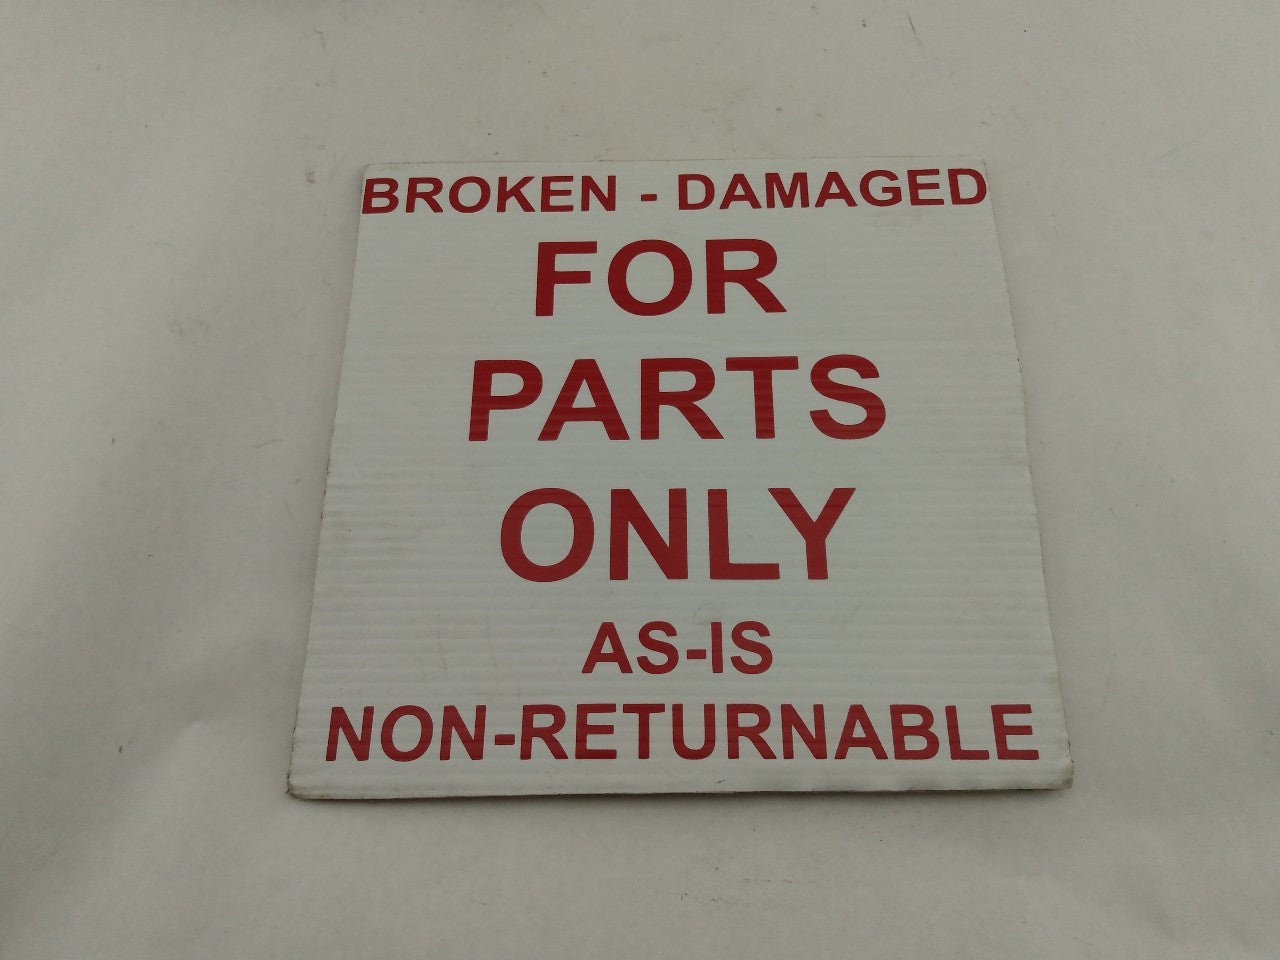 BROKEN - DAMAGED
FOR
PARTS
ONLY
AS-IS
NON-RETURNABLE